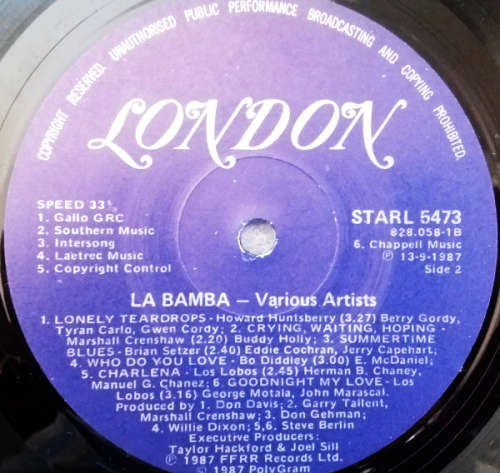 COPYRIGHT RESERVED. UNAUTHORISED PUBLIC PERFORMANCE BROADCASTING AND COPYING PROHIBITED.
LONDON
SPEED 33⅓
1. Gallo GRC
2. Southern Music
3. Intersong
4. Laetrec Music
5. Copyright Control
STARL 5473
828.058-1B
6. Chappell Music
Ⓟ 13-9-1987
Side 2
LA BAMBA – Various Artists
1. LONELY TEARDROPS - Howard Huntsberry (3.27) Berry Gordy,
Tyran Carlo, Gwen Cordy; 2. CRYING, WAITING, HOPING -
Marshall Crenshaw (2.20) Buddy Holly; 3. SUMMERTIME
BLUES - Brian Setzer (2.40) Eddie Cochran, Jerry Capehart;
4. WHO DO YOU LOVE - Bo Diddley (3.00) E. McDaniel;
5. CHARLENA - Los Lobos (2.45) Herman B. Chaney,
Manuel G. Chanez; 6. GOODNIGHT MY LOVE - Los
Lobos (3.16) George Motala, John Marascal.
Produced by 1. Don Davis; 2. Garry Tallent,
Marshall Crenshaw; 3. Don Gehman;
4. Willie Dixon; 5.,6. Steve Berlin
Executive Producers:
Taylor Hackford & Joel Sill
Ⓟ 1987 FFRR Records Ltd.
© 1987 PolyGram